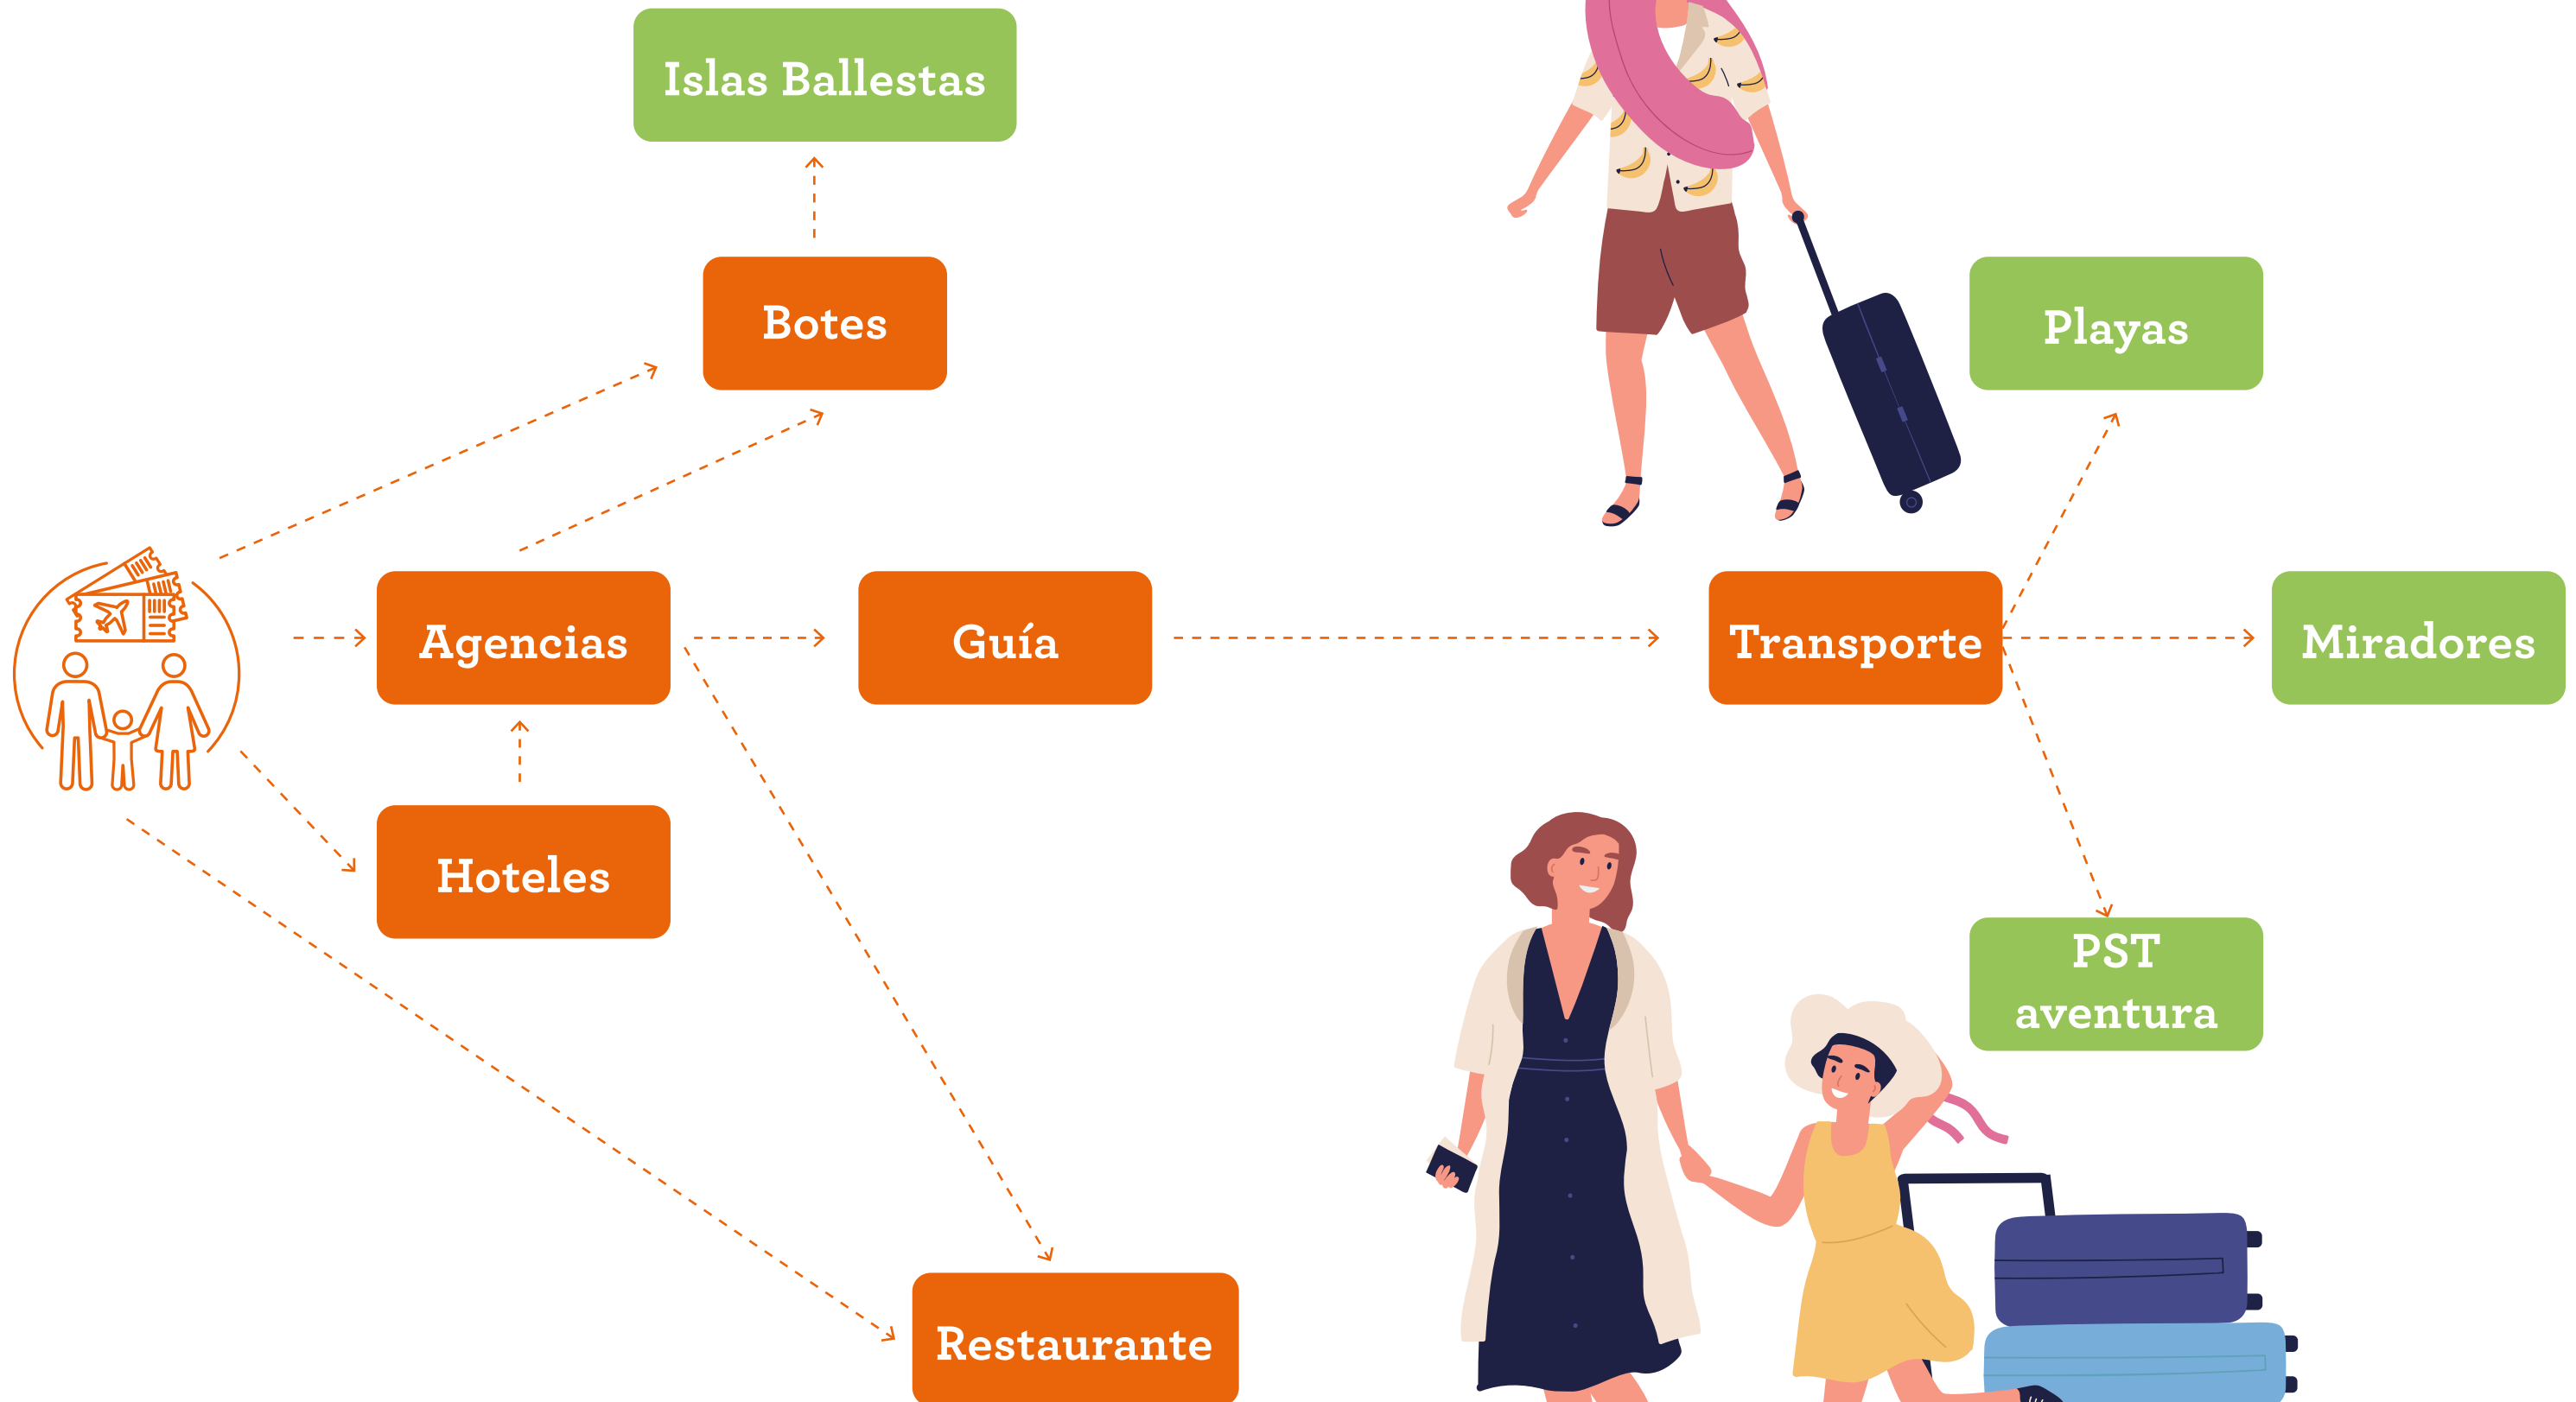 Islas Ballestas
Botes
Playas
Agencias
Guía
Transporte
Miradores
Hoteles
PST
aventura
Restaurante